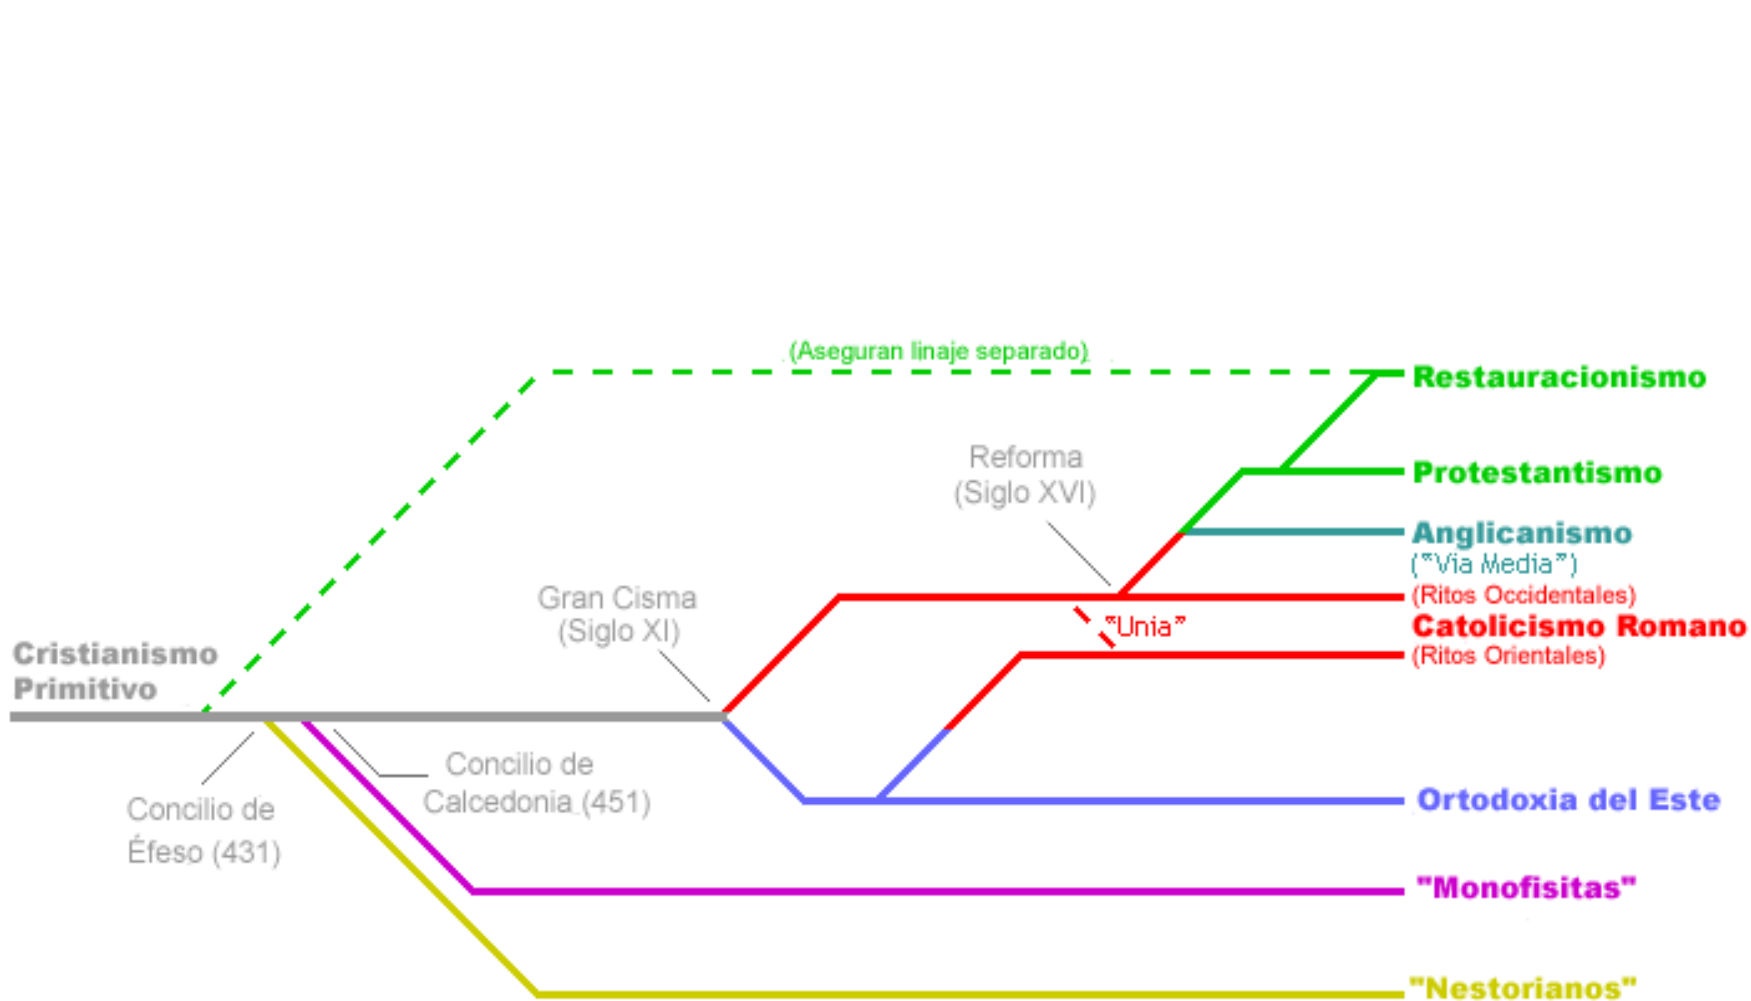 (Aseguran linaje separado)
Restauracionismo
Reforma
(Siglo XVI)
Protestantismo
Anglicanismo
("Via Media")
Gran Cisma
(Siglo XI)
(Ritos Occidentales)
"Unia"
Catolicismo Romano
(Ritos Orientales)
Cristianismo
Primitivo
Concilio de
Calcedonia (451)
Concilio de
Éfeso (431)
Ortodoxia del Este
"Monofisitas"
"Nestorianos"